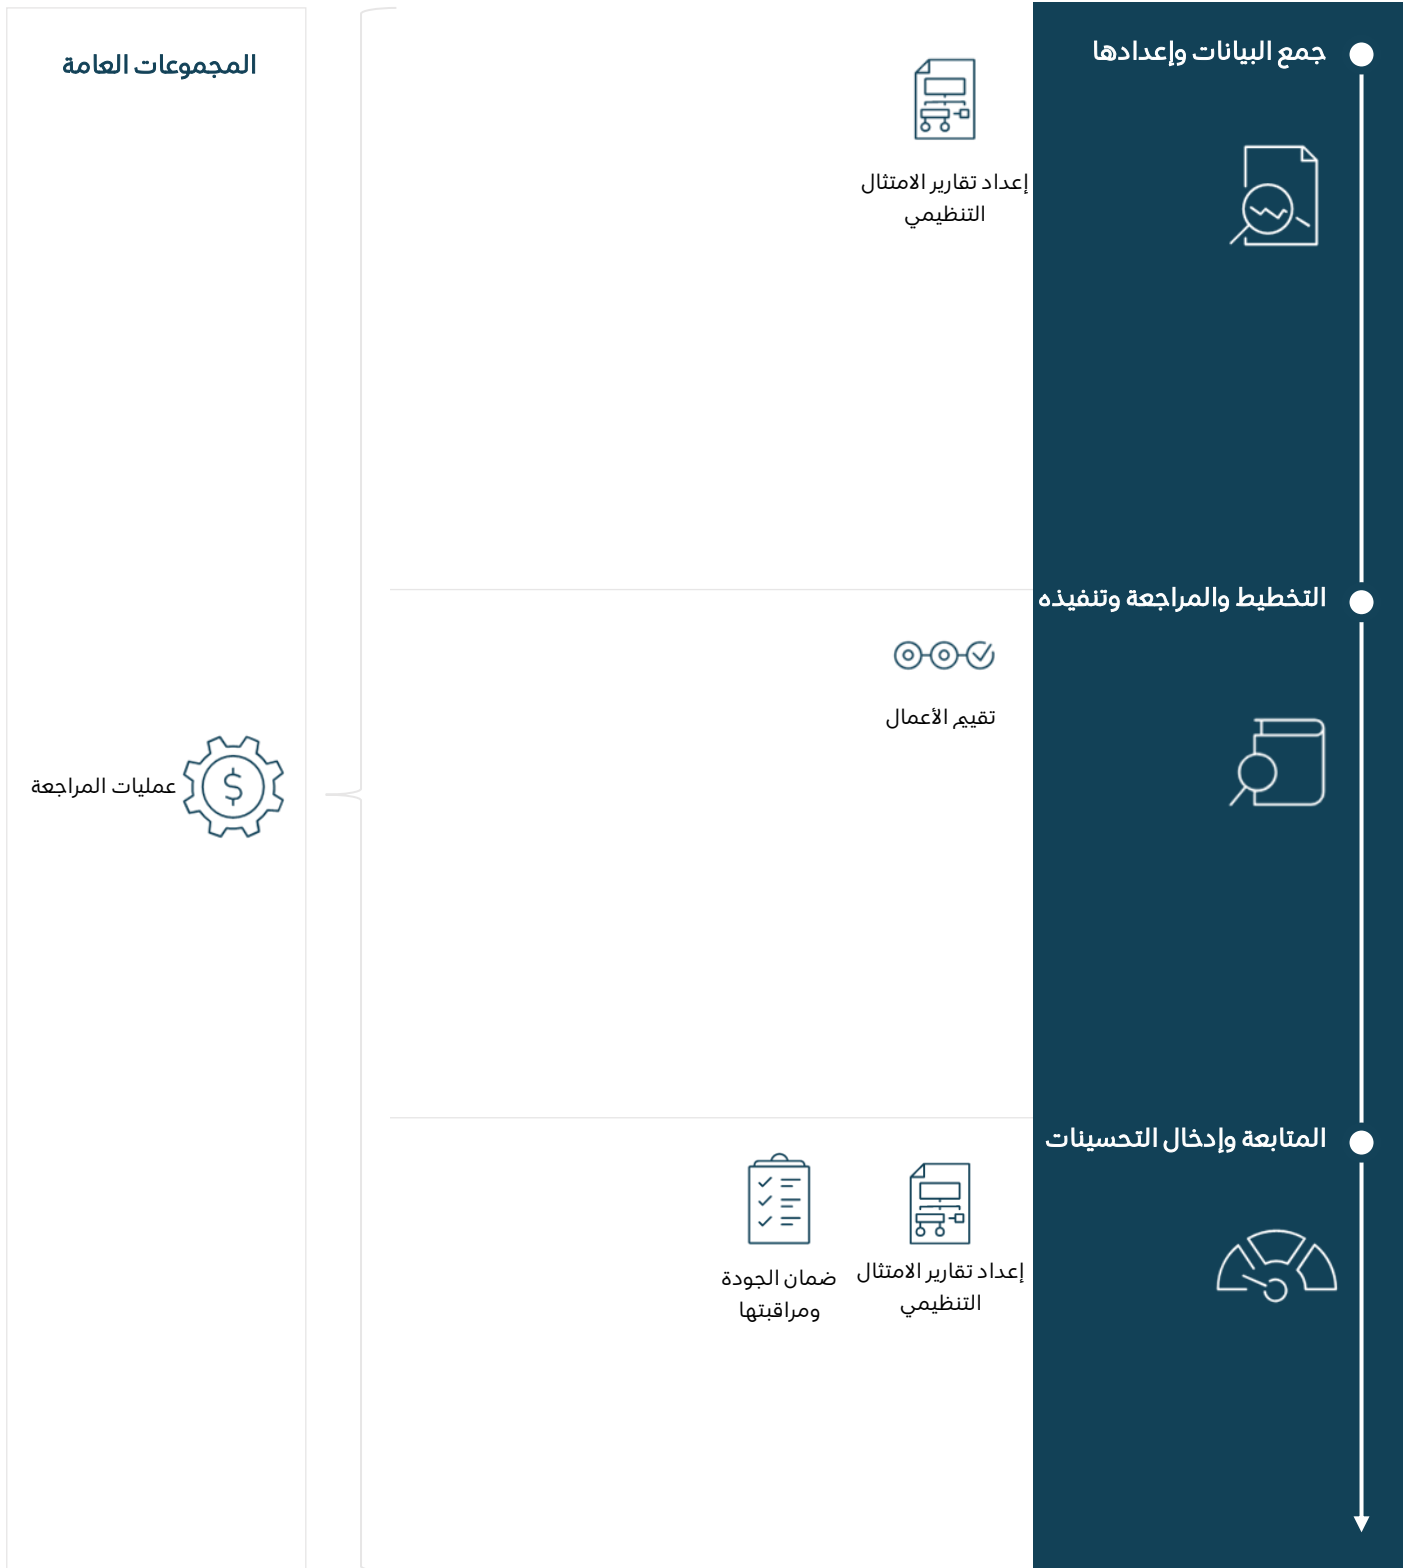 جمع البيانات وإعدادها
إعداد تقارير الامتثال
التنظيمي
التخطيط والمراجعة وتنفيذه
تقييم الأعمال
المتابعة وإدخال التحسينات
إعداد تقارير الامتثال
التنظيمي
ضمان الجودة
ومراقبتها
المجموعات العامة
$
عمليات المراجعة